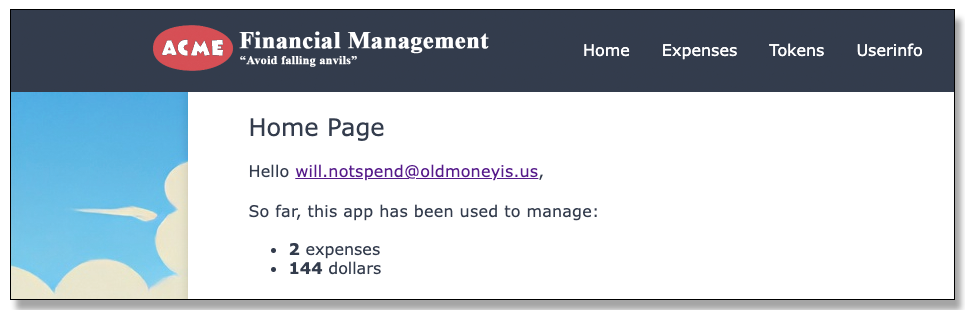 ACME Financial Management
“Avoid falling anvils”
Home Expenses Tokens Userinfo
Home Page
Hello will.notspend@oldmoneyis.us,
So far, this app has been used to manage:
• 2 expenses
• 144 dollars